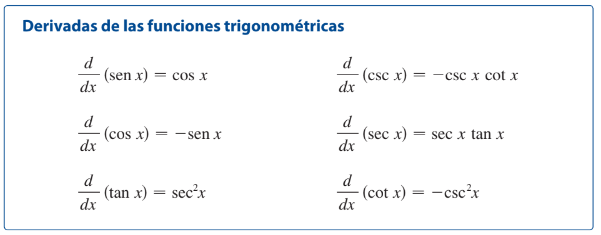 Derivadas de las funciones trigonométricas
d/dx (sen x) = cos x
d/dx (csc x) = −csc x cot x
d/dx (cos x) = −sen x
d/dx (sec x) = sec x tan x
d/dx (tan x) = sec²x
d/dx (cot x) = −csc²x